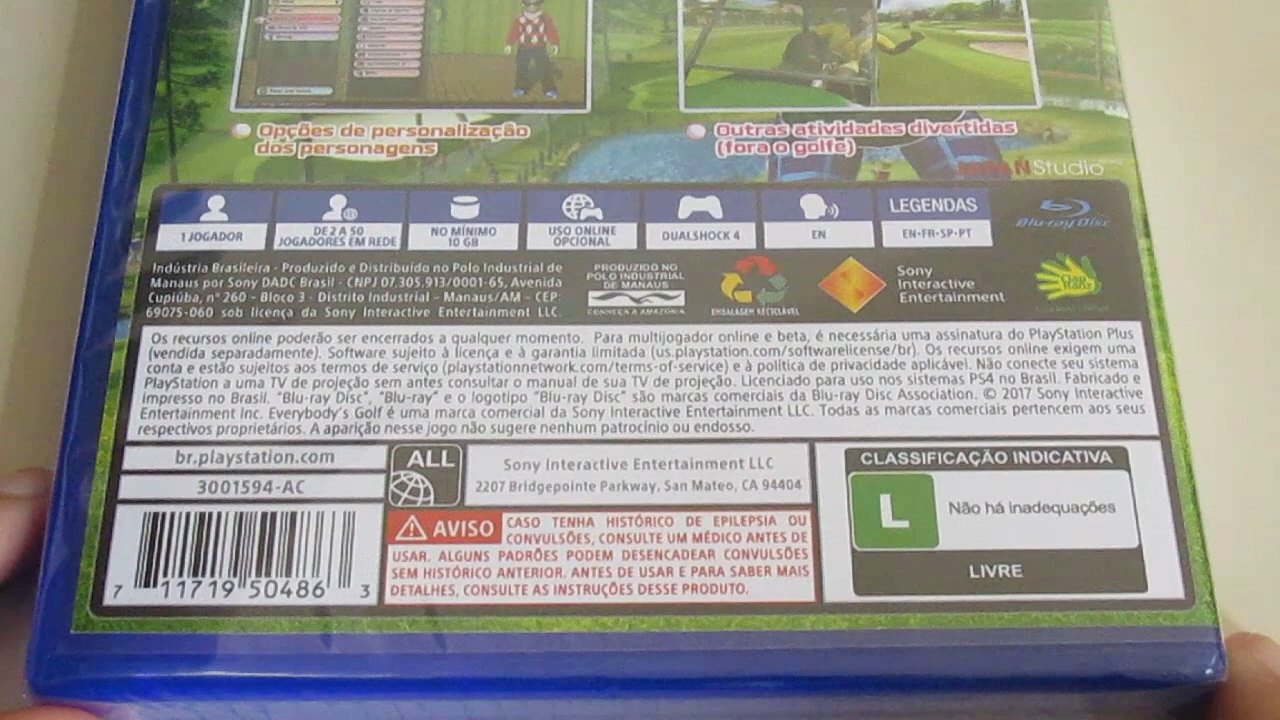 Opções de personalização
dos personagens
Outras atividades divertidas
(fora o golfe)
Studio
1 JOGADOR
DE 2 A 50
JOGADORES EM REDE
NO MÍNIMO
10 GB
USO ONLINE
OPCIONAL
DUALSHOCK 4
EN
LEGENDAS
EN•FR•SP•PT
Blu-ray Disc
Indústria Brasileira - Produzido e Distribuído no Polo Industrial de
Manaus por Sony DADC Brasil - CNPJ 07.305.913/0001-65, Avenida
Cupiúba, nº 260 – Bloco 3 - Distrito Industrial – Manaus/AM – CEP:
69075-060 sob licença da Sony Interactive Entertainment LLC.
PRODUZIDO NO
POLO INDUSTRIAL
DE MANAUS
CONHEÇA A AMAZÔNIA
EMBALAGEM RECICLÁVEL
Sony
Interactive
Entertainment
Clap
Hanz
Os recursos online poderão ser encerrados a qualquer momento. Para multijogador online e beta, é necessária uma assinatura do PlayStation Plus
(vendida separadamente). Software sujeito à licença e à garantia limitada (us.playstation.com/softwarelicense/br). Os recursos online exigem uma
conta e estão sujeitos aos termos de serviço (playstationnetwork.com/terms-of-service) e à política de privacidade aplicável. Não conecte seu sistema
PlayStation a uma TV de projeção sem antes consultar o manual de sua TV de projeção. Licenciado para uso nos sistemas PS4 no Brasil. Fabricado e
impresso no Brasil. "Blu-ray Disc", "Blu-ray" e o logotipo "Blu-ray Disc" são marcas comerciais da Blu-ray Disc Association. © 2017 Sony Interactive
Entertainment Inc. Everybody's Golf é uma marca comercial da Sony Interactive Entertainment LLC. Todas as marcas comerciais pertencem aos seus
respectivos proprietários. A aparição nesse jogo não sugere nenhum patrocínio ou endosso.
br.playstation.com
3001594-AC
ALL
Sony Interactive Entertainment LLC
2207 Bridgepointe Parkway, San Mateo, CA 94404
AVISO CASO TENHA HISTÓRICO DE EPILEPSIA OU
CONVULSÕES, CONSULTE UM MÉDICO ANTES DE
USAR. ALGUNS PADRÕES PODEM DESENCADEAR CONVULSÕES
SEM HISTÓRICO ANTERIOR. ANTES DE USAR E PARA SABER MAIS
DETALHES, CONSULTE AS INSTRUÇÕES DESSE PRODUTO.
7 11719 50486 3
CLASSIFICAÇÃO INDICATIVA
L
Não há inadequações
LIVRE